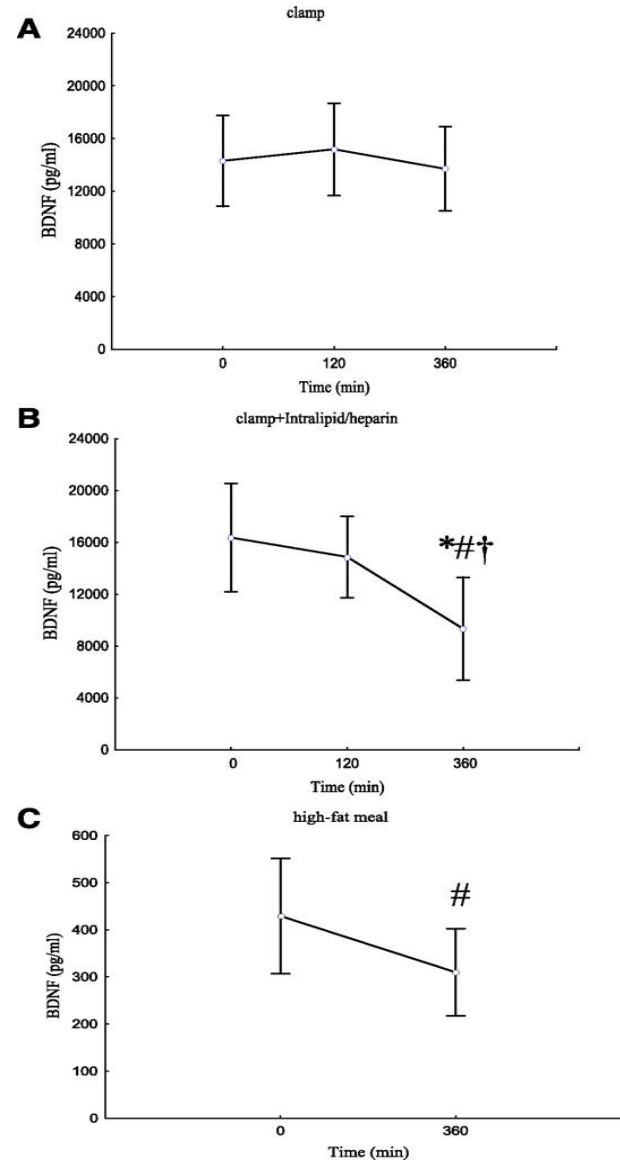 A
clamp
BDNF (pg/ml)
24000
20000
16000
12000
8000
4000
0
0 120 360
Time (min)
B
clamp+Intralipid/heparin
BDNF (pg/ml)
24000
20000
16000
12000
8000
4000
0
*#†
0 120 360
Time (min)
C
high-fat meal
BDNF (pg/ml)
600
500
400
300
200
100
0
#
0 360
Time (min)